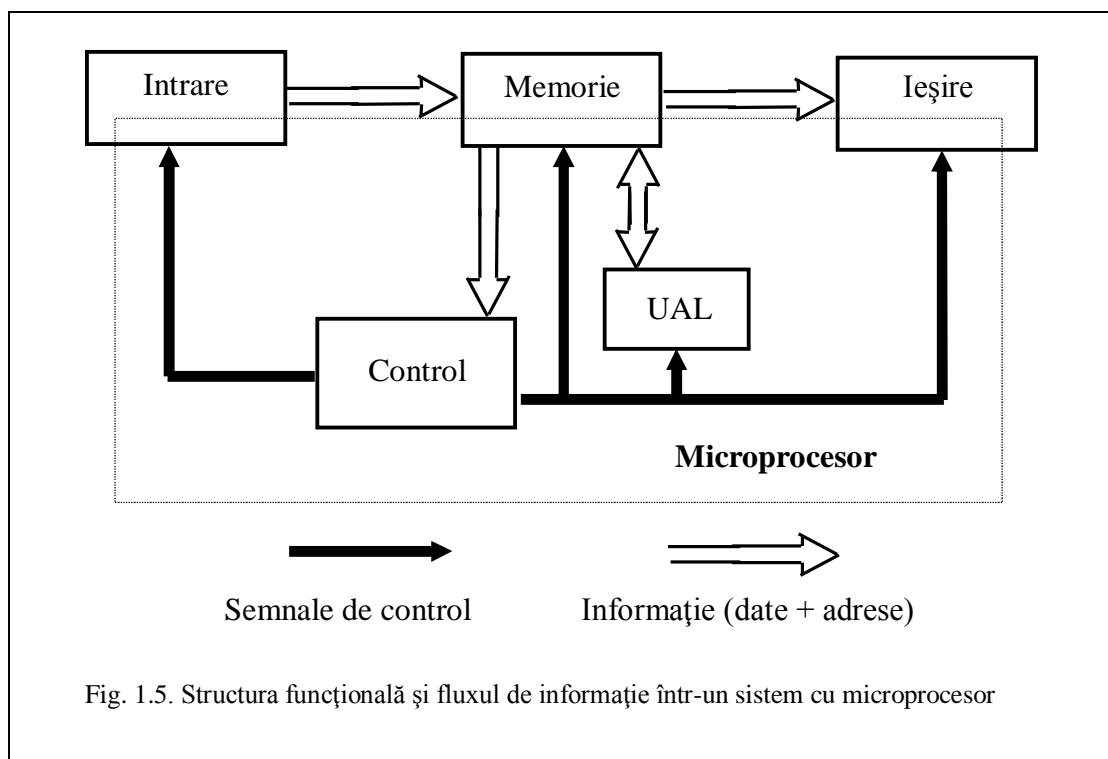 Intrare
Memorie
Ieşire
UAL
Control
Microprocesor
Semnale de control
Informaţie (date + adrese)
Fig. 1.5. Structura funcţională şi fluxul de informaţie într-un sistem cu microprocesor